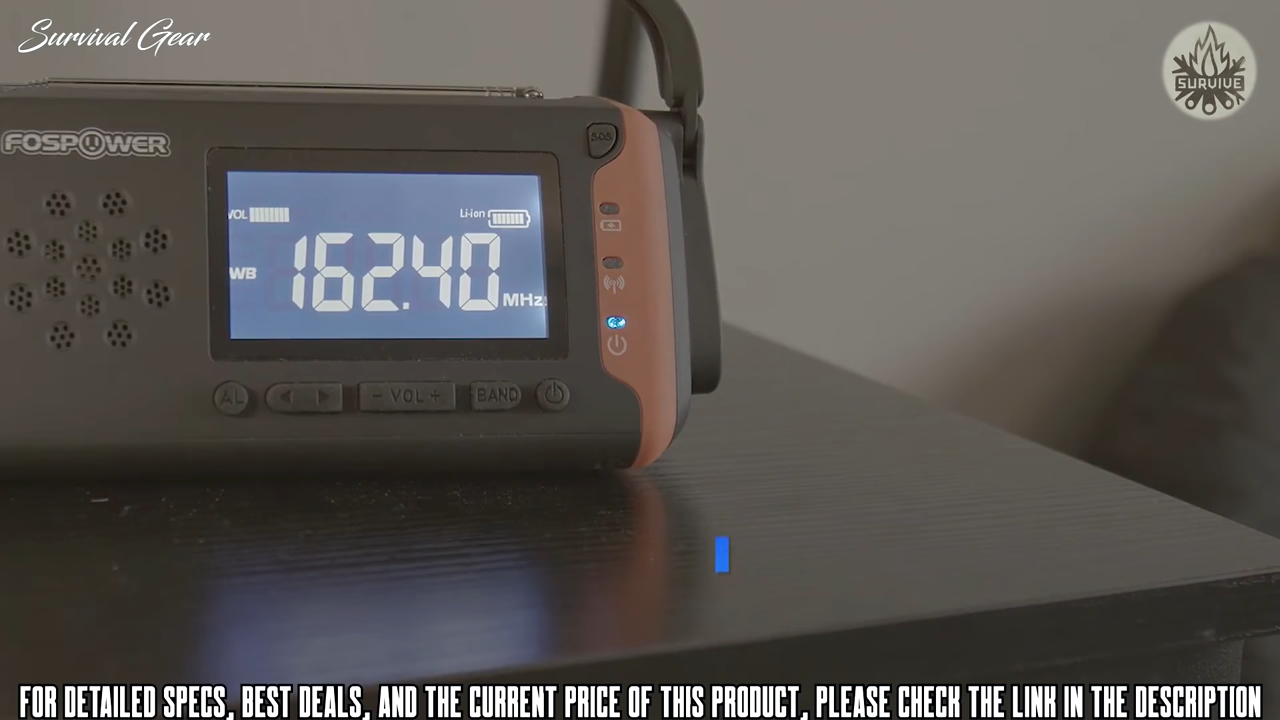 Survival Gear
SURVIVE
FOSPOWER
SOS
VOL
Li-ion
WB 162.40 MHz
AL
- VOL +
BAND
FOR DETAILED SPECS, BEST DEALS, AND THE CURRENT PRICE OF THIS PRODUCT, PLEASE CHECK THE LINK IN THE DESCRIPTION